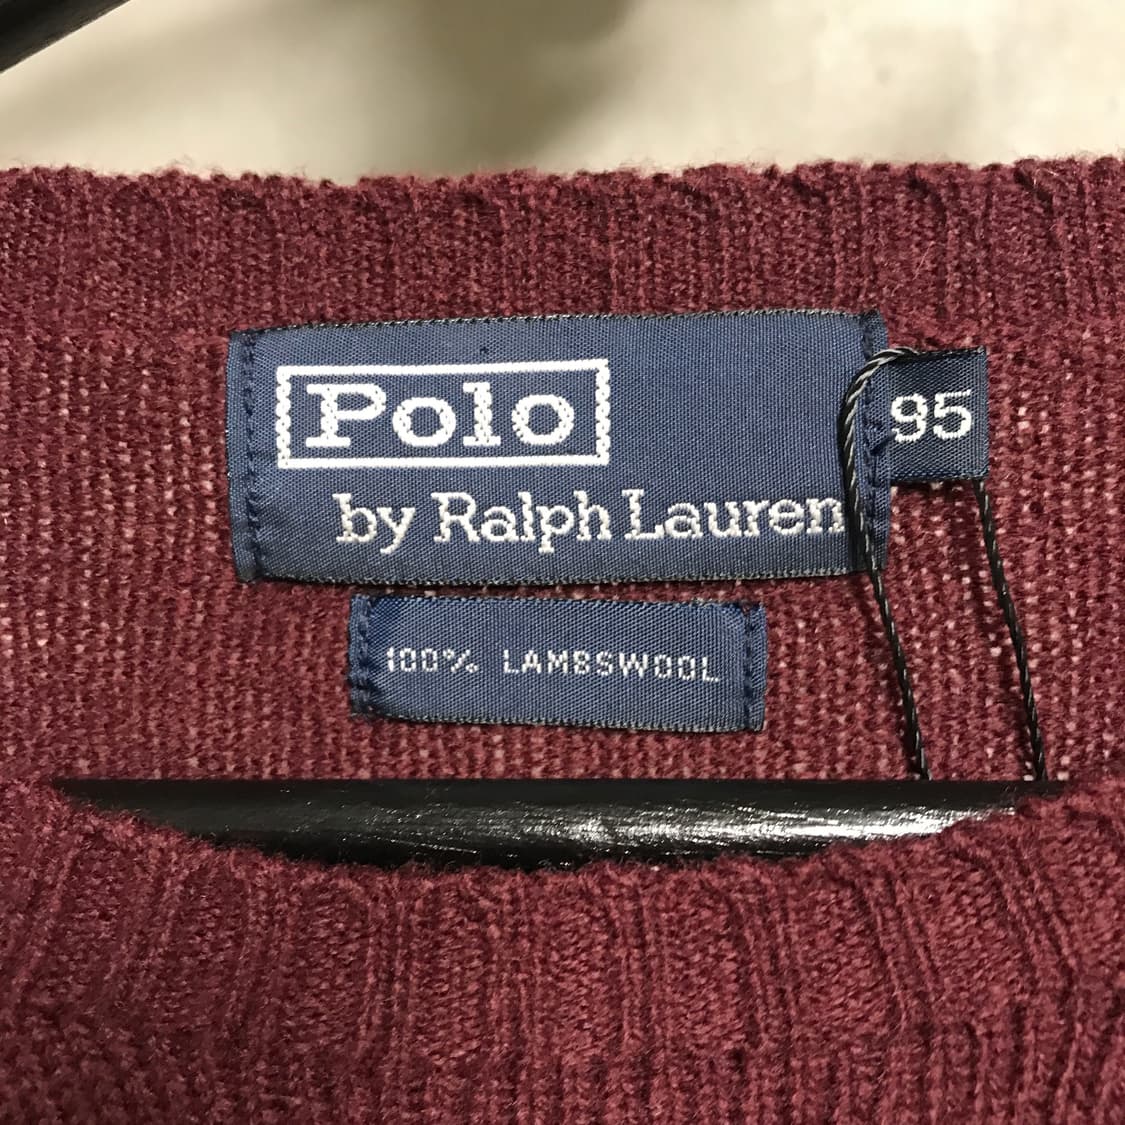 Polo
by Ralph Lauren
95
100% LAMBSWOOL